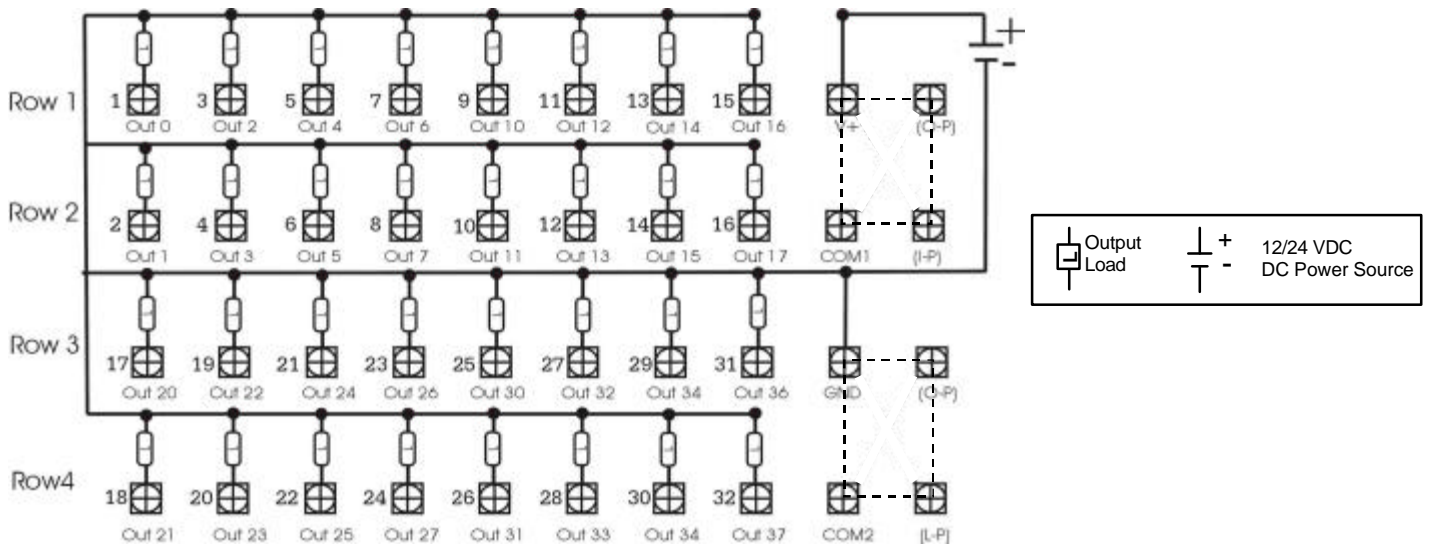 +
-
Row 1 1 3 5 7 9 11 13 15
Out 0 Out 2 Out 4 Out 6 Out 10 Out 12 Out 14 Out 16 V+ (O-P)
Row 2 2 4 6 8 10 12 14 16
Out 1 Out 3 Out 5 Out 7 Out 11 Out 13 Out 15 Out 17 COM1 (I-P)
Output
Load
+
-
12/24 VDC
DC Power Source
Row 3 17 19 21 23 25 27 29 31
Out 20 Out 22 Out 24 Out 26 Out 30 Out 32 Out 34 Out 36 GND (O-P)
Row4 18 20 22 24 26 28 30 32
Out 21 Out 23 Out 25 Out 27 Out 31 Out 33 Out 34 Out 37 COM2 (L-P)